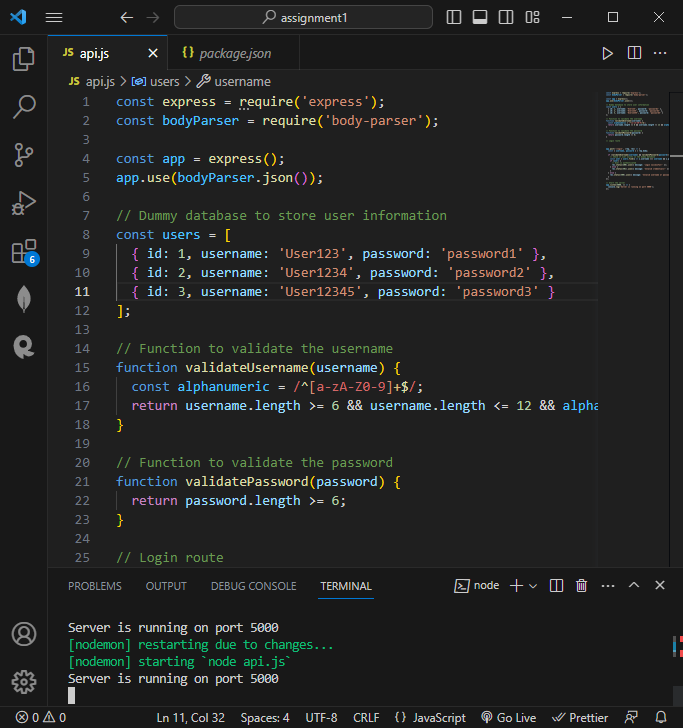 assignment1
JS api.js
{} package.json
JS api.js > users > username
1 const express = require('express');
2 const bodyParser = require('body-parser');
3
4 const app = express();
5 app.use(bodyParser.json());
6
7 // Dummy database to store user information
8 const users = [
9 { id: 1, username: 'User123', password: 'password1' },
10 { id: 2, username: 'User1234', password: 'password2' },
11 { id: 3, username: 'User12345', password: 'password3' }
12 ];
13
14 // Function to validate the username
15 function validateUsername(username) {
16 const alphanumeric = /^[a-zA-Z0-9]+$/;
17 return username.length >= 6 && username.length <= 12 && alpha
18 }
19
20 // Function to validate the password
21 function validatePassword(password) {
22 return password.length >= 6;
23 }
24
25 // Login route
6
PROBLEMS OUTPUT DEBUG CONSOLE TERMINAL node
Server is running on port 5000
[nodemon] restarting due to changes...
[nodemon] starting `node api.js`
Server is running on port 5000
0 0 Ln 11, Col 32 Spaces: 4 UTF-8 CRLF {} JavaScript Go Live Prettier